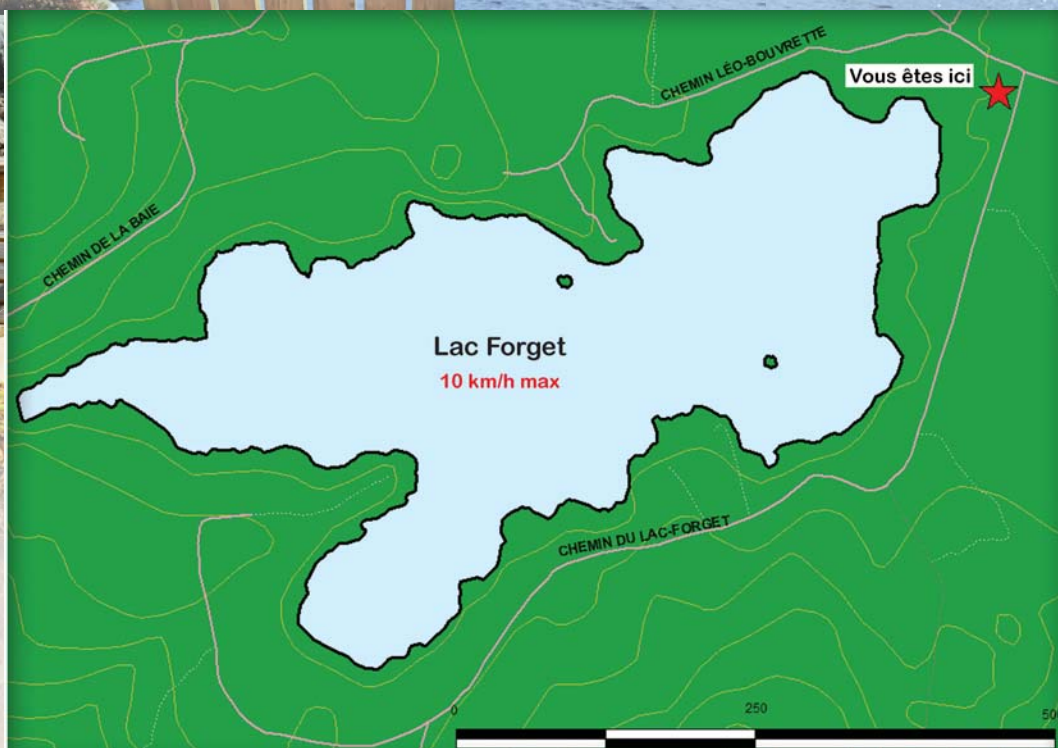 CHEMIN LÉO-BOUVRETTE
Vous êtes ici
CHEMIN DE LA BAIE
Lac Forget
10 km/h max
CHEMIN DU LAC-FORGET
0
250